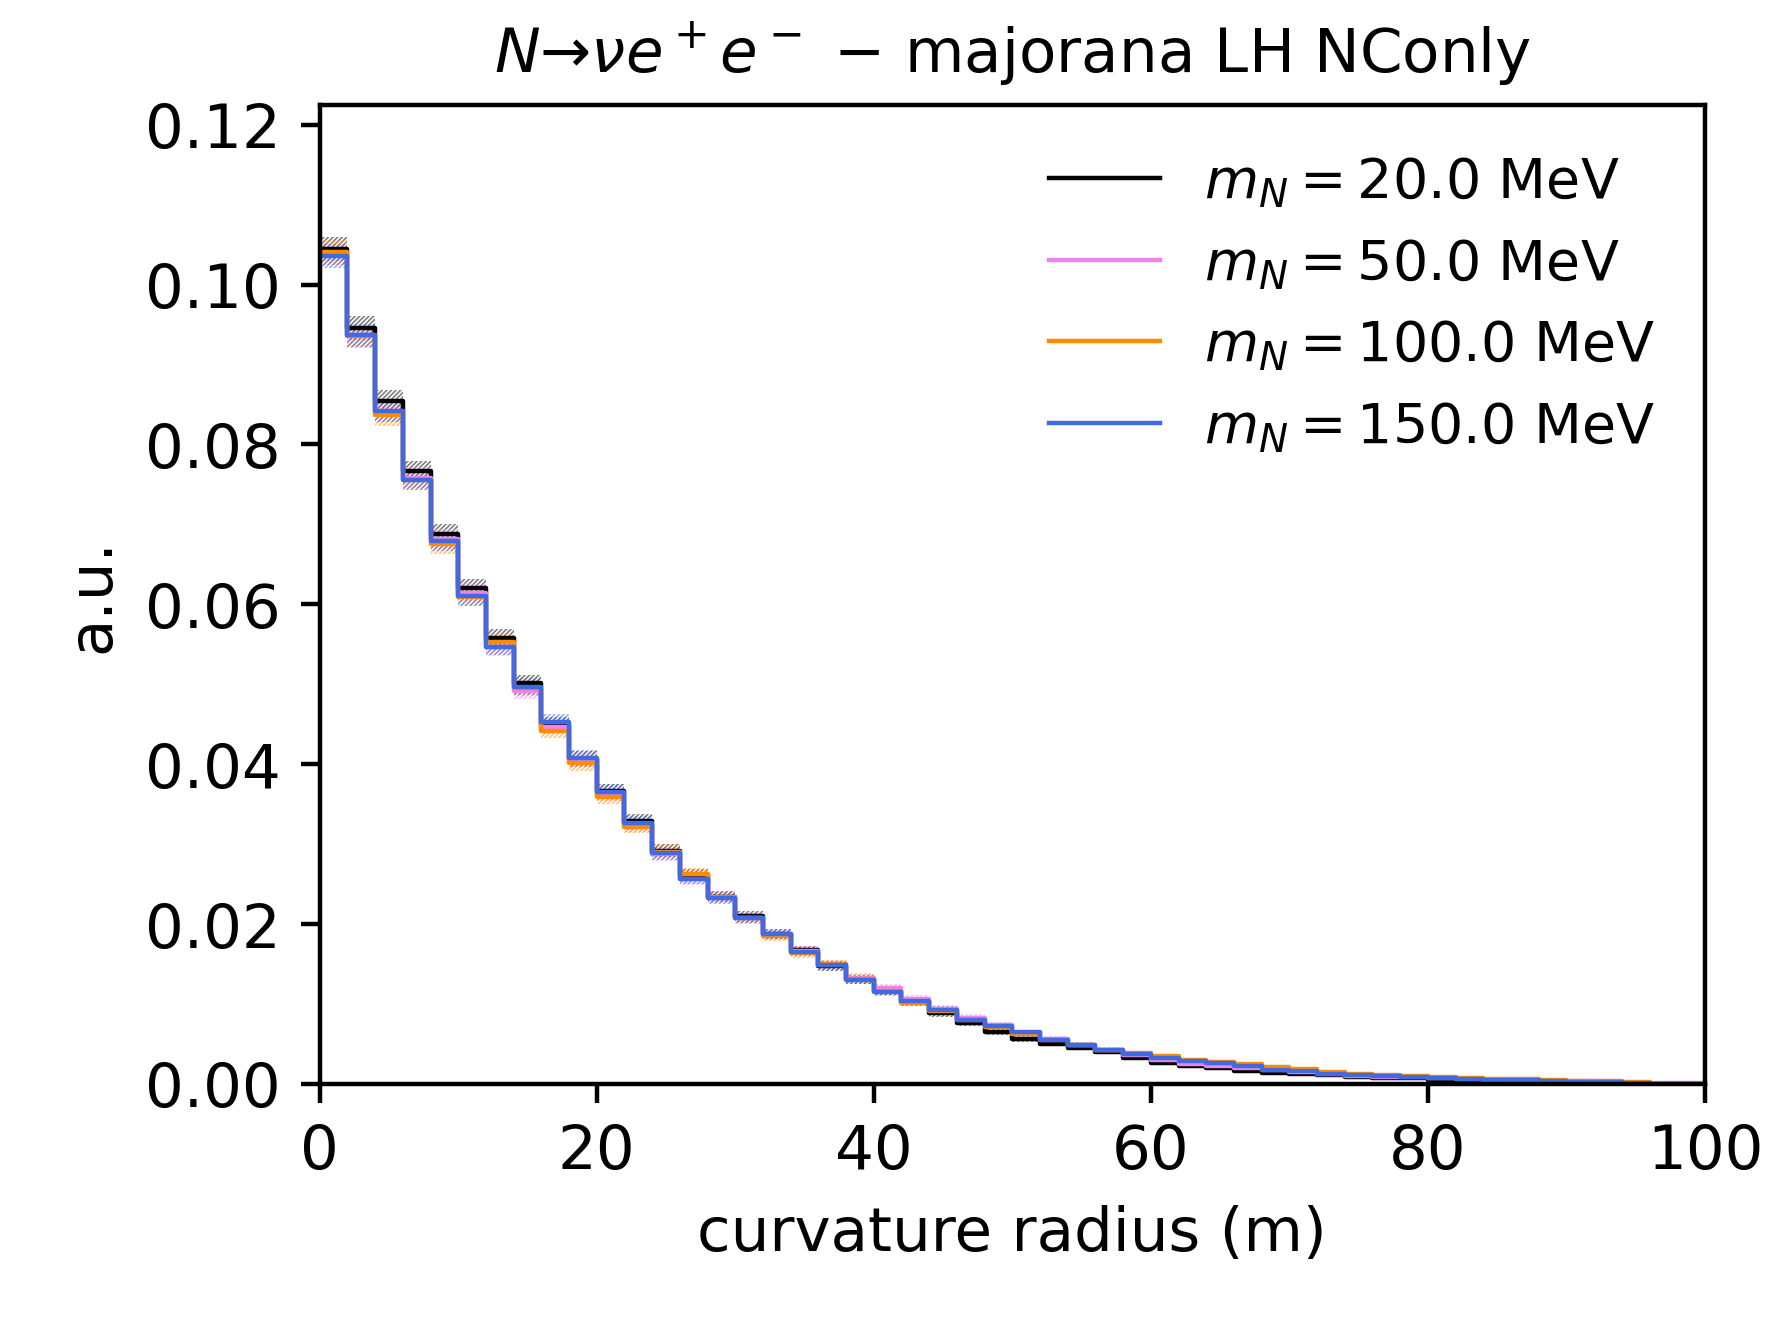 N→νe⁺e⁻ − majorana LH NConly
0.12
0.10
0.08
0.06
0.04
0.02
0.00
a.u.
m_N = 20.0 MeV
m_N = 50.0 MeV
m_N = 100.0 MeV
m_N = 150.0 MeV
0 20 40 60 80 100
curvature radius (m)